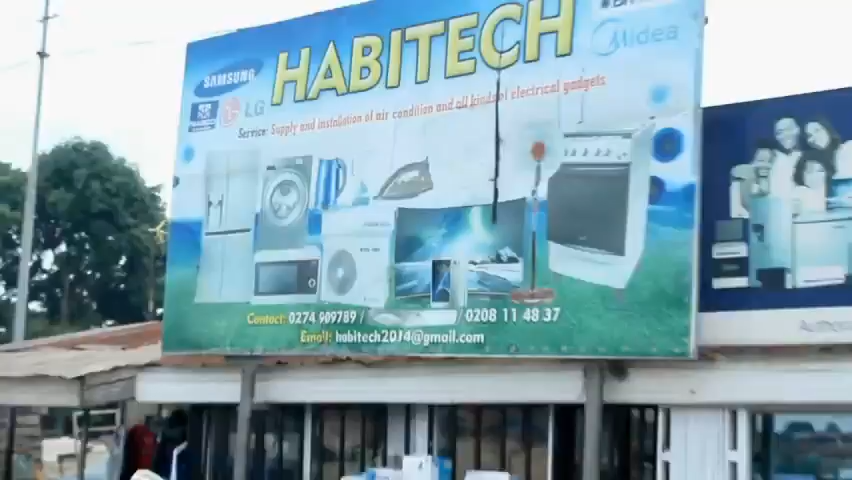 SAMSUNG
HABITECH
Midea
LG
Service: Supply and installation of air condition and all kinds of electrical gadgets
Contact: 0274 909789 / / 0208 11 48 37
Email: habitech2014@gmail.com